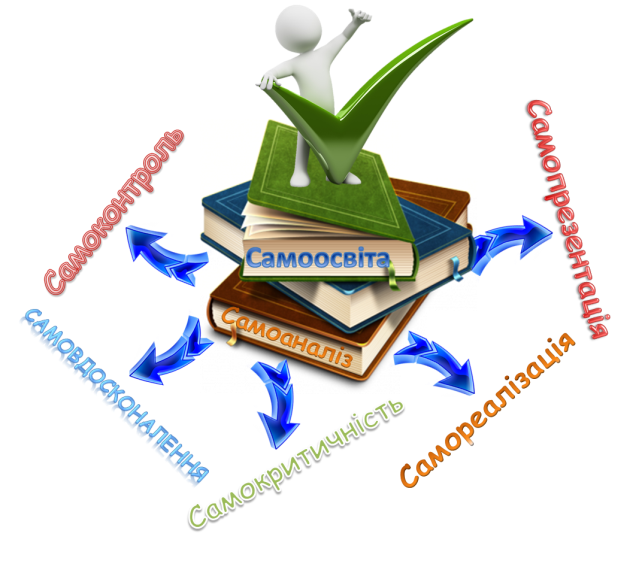 Самоконтроль
Самопрезентація
Самоосвіта
Самоаналіз
САМОВДОСКОНАЛЕННЯ
Самореалізація
Самокритичність